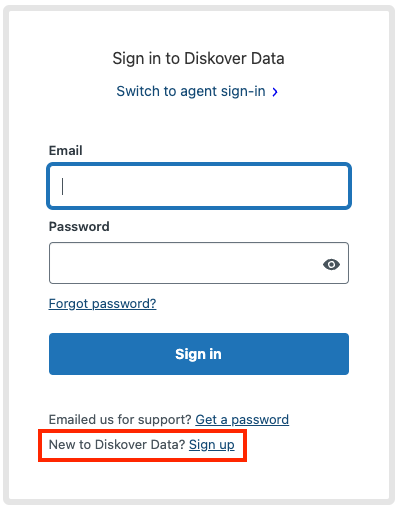 Sign in to Diskover Data
Switch to agent sign-in >
Email
Password
Forgot password?
Sign in
Emailed us for support? Get a password
New to Diskover Data? Sign up